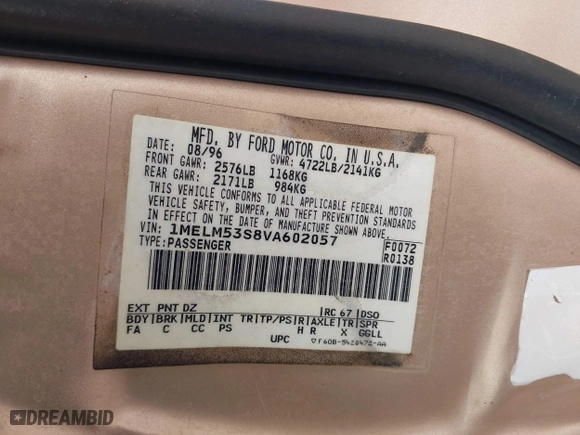 MFD. BY FORD MOTOR CO. IN U.S.A.
DATE: 08/96 GVWR: 4722LB/2141KG
FRONT GAWR: 2576LB 1168KG
REAR GAWR: 2171LB 984KG
THIS VEHICLE CONFORMS TO ALL APPLICABLE FEDERAL MOTOR
VEHICLE SAFETY, BUMPER, AND THEFT PREVENTION STANDARDS
IN EFFECT ON THE DATE OF MANUFACTURE SHOWN ABOVE
VIN: 1MELM53S8VA602057
TYPE: PASSENGER
F0072
R0138
EXT PNT DZ RC 67 DSO
BDY BRK MLD INT TR TP/PS R AXLE TR SPR
FA C CC PS H R X GGLL
UPC ▽F60B-5420472-AA
DREAMBID